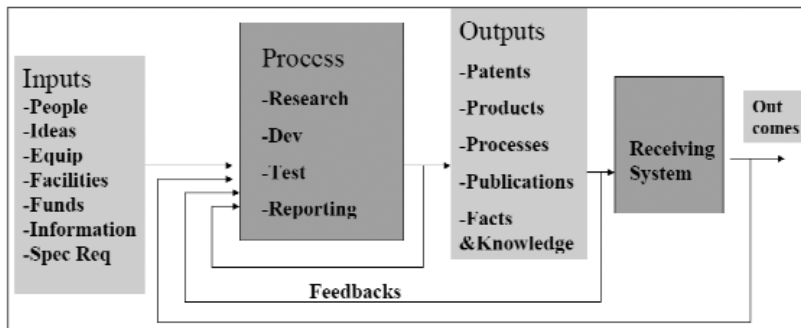 Inputs
-People
-Ideas
-Equip
-Facilities
-Funds
-Information
-Spec Req
Process
-Research
-Dev
-Test
-Reporting
Outputs
-Patents
-Products
-Processes
-Publications
-Facts
&Knowledge
Receiving
System
Out
comes
Feedbacks